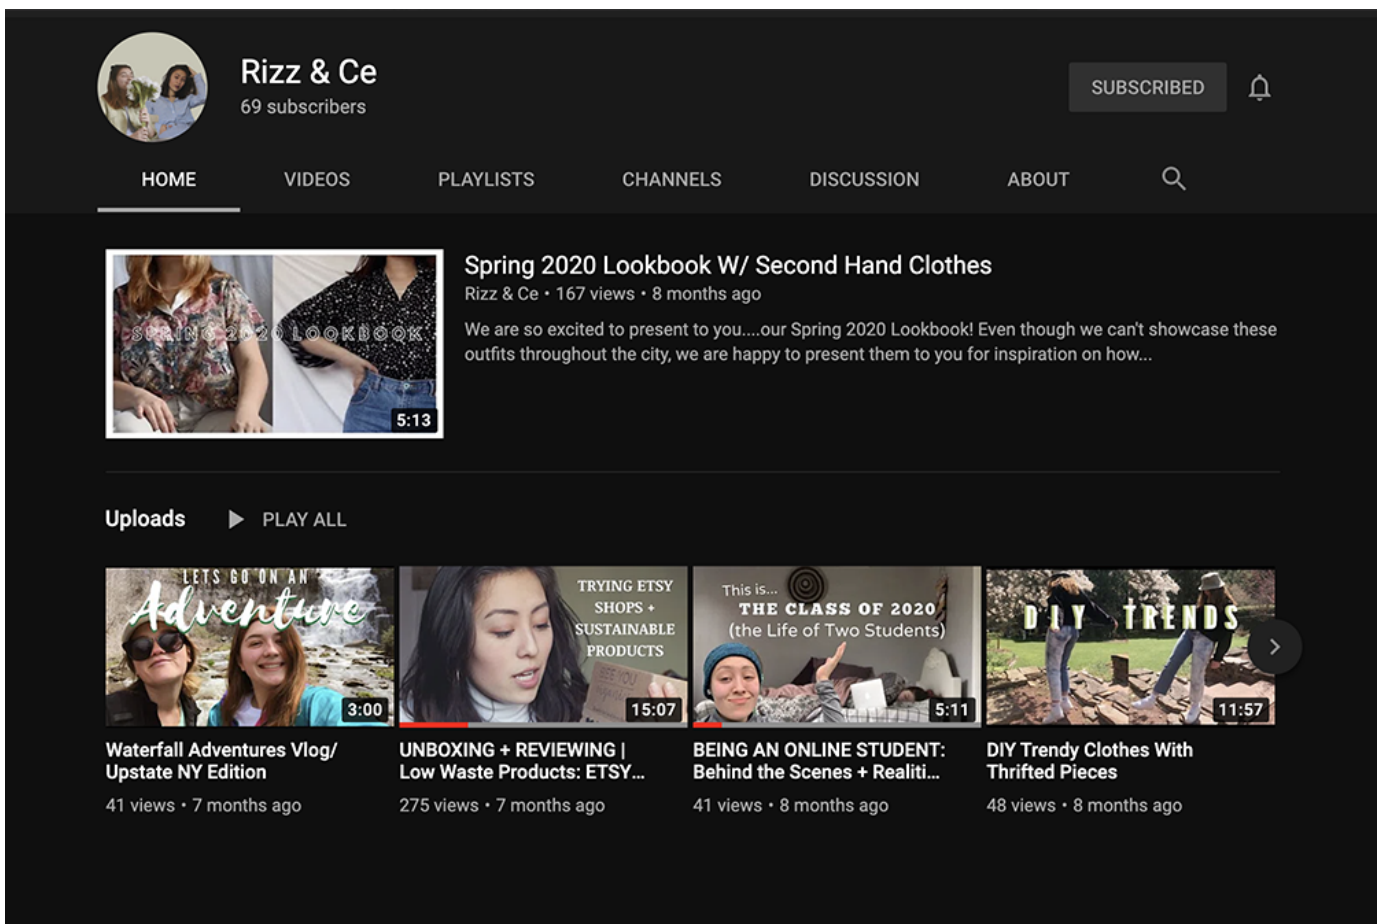 Rizz & Ce
69 subscribers
SUBSCRIBED
HOME
VIDEOS
PLAYLISTS
CHANNELS
DISCUSSION
ABOUT
SPRING 2020 LOOKBOOK
5:13
Spring 2020 Lookbook W/ Second Hand Clothes
Rizz & Ce • 167 views • 8 months ago
We are so excited to present to you....our Spring 2020 Lookbook! Even though we can't showcase these
outfits throughout the city, we are happy to present them to you for inspiration on how...
Uploads
PLAY ALL
LETS GO ON AN
Adventure
3:00
Waterfall Adventures Vlog/
Upstate NY Edition
41 views • 7 months ago
TRYING ETSY
SHOPS +
SUSTAINABLE
PRODUCTS
15:07
UNBOXING + REVIEWING |
Low Waste Products: ETSY...
275 views • 7 months ago
This is...
THE CLASS OF 2020
(the Life of Two Students)
5:11
BEING AN ONLINE STUDENT:
Behind the Scenes + Realiti...
41 views • 8 months ago
DIY TRENDS
11:57
DIY Trendy Clothes With
Thrifted Pieces
48 views • 8 months ago